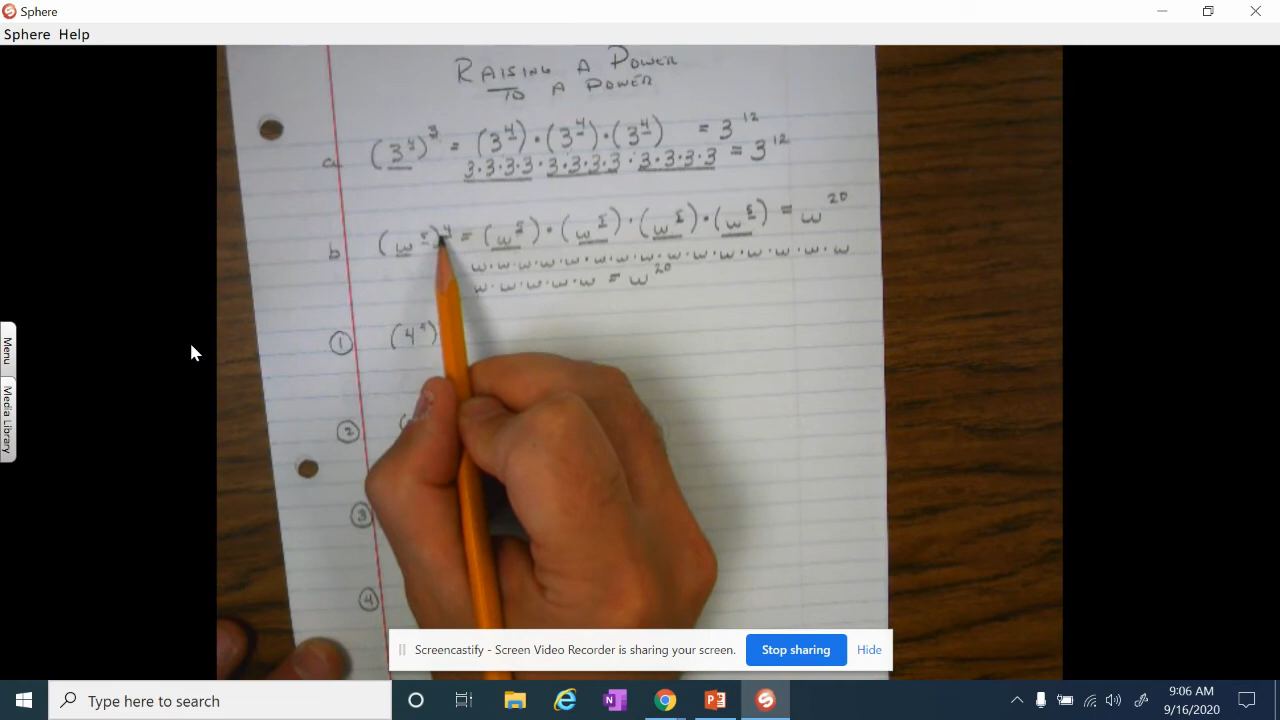 Sphere
Sphere Help
RAISING A POWER
TO A POWER
a (3⁴)³ = (3⁴)•(3⁴)•(3⁴) = 3¹²
3•3•3•3•3•3•3•3•3•3•3•3 = 3¹²
b (w⁵)⁴ = (w⁵)•(w⁵)•(w⁵)•(w⁵) = w²⁰
w•w•w•w•w•w•w•w•w•w•w•w•w•w
w•w•w•w•w•w = w²⁰
① (4⁵)
②
③
④
Menu
Media Library
Screencastify - Screen Video Recorder is sharing your screen.
Stop sharing
Hide
Type here to search
9:06 AM
9/16/2020